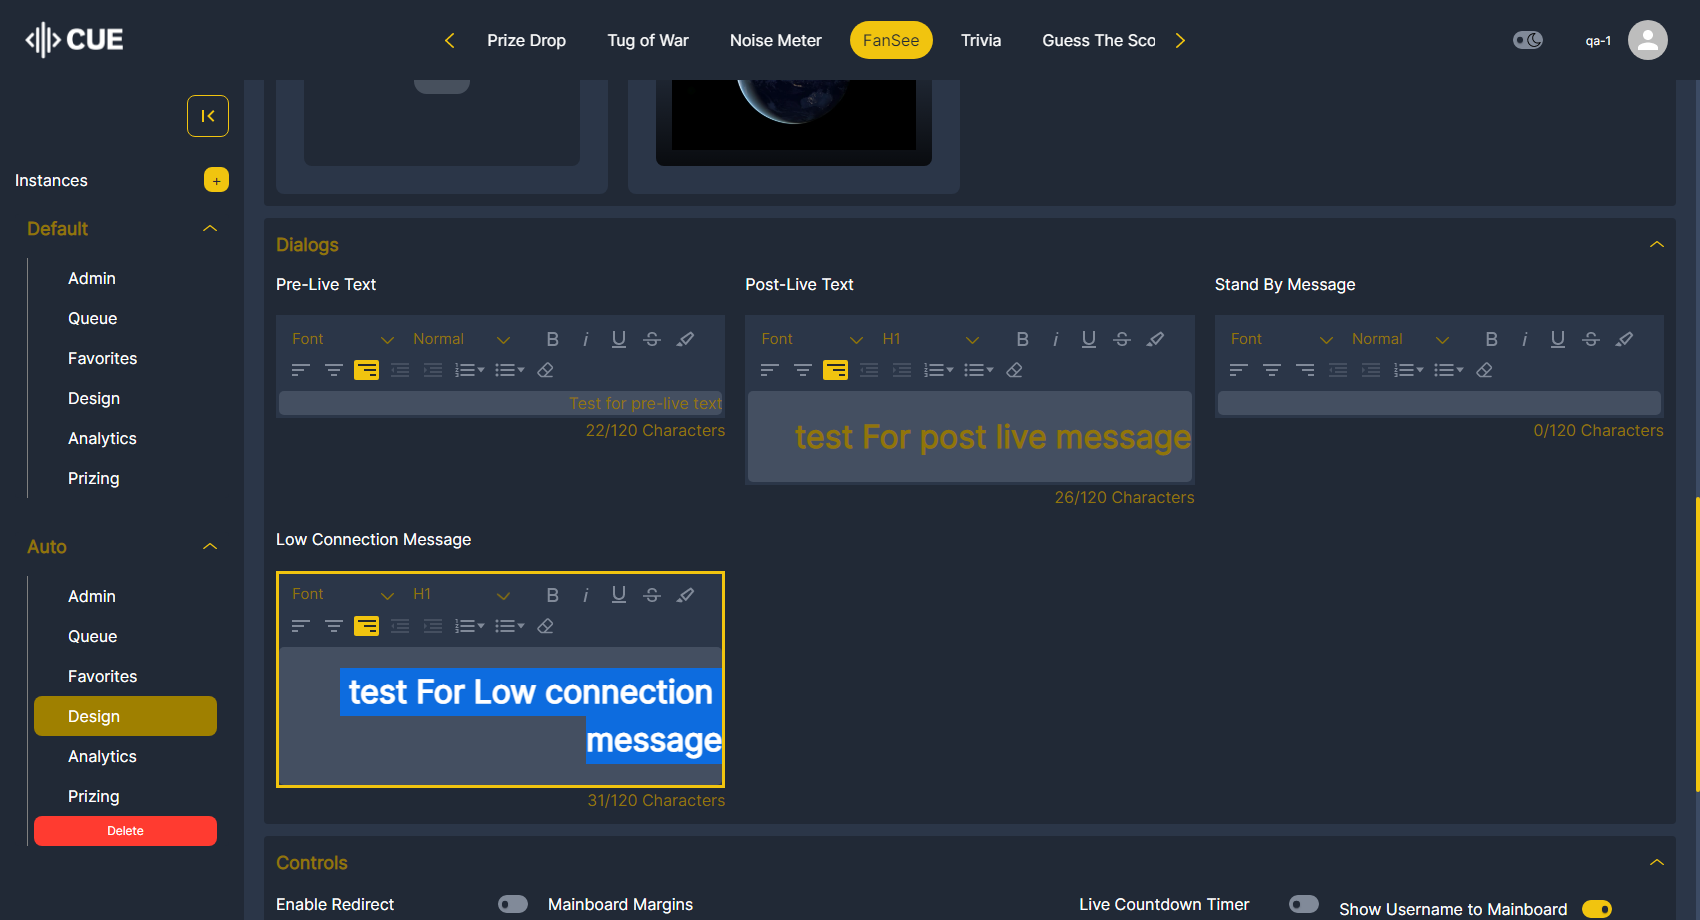 CUE
Prize Drop
Tug of War
Noise Meter
FanSee
Trivia
Guess The Sco
qa-1
Instances
+
Default
Admin
Queue
Favorites
Design
Analytics
Prizing
Auto
Admin
Queue
Favorites
Design
Analytics
Prizing
Delete
Dialogs
Pre-Live Text
Font
Normal
B
i
U
S
Test for pre-live text
22/120 Characters
Post-Live Text
Font
H1
B
i
U
S
test For post live message
26/120 Characters
Stand By Message
Font
Normal
B
i
U
S
0/120 Characters
Low Connection Message
Font
H1
B
i
U
S
test For Low connection
message
31/120 Characters
Controls
Enable Redirect
Mainboard Margins
Live Countdown Timer
Show Username to Mainboard